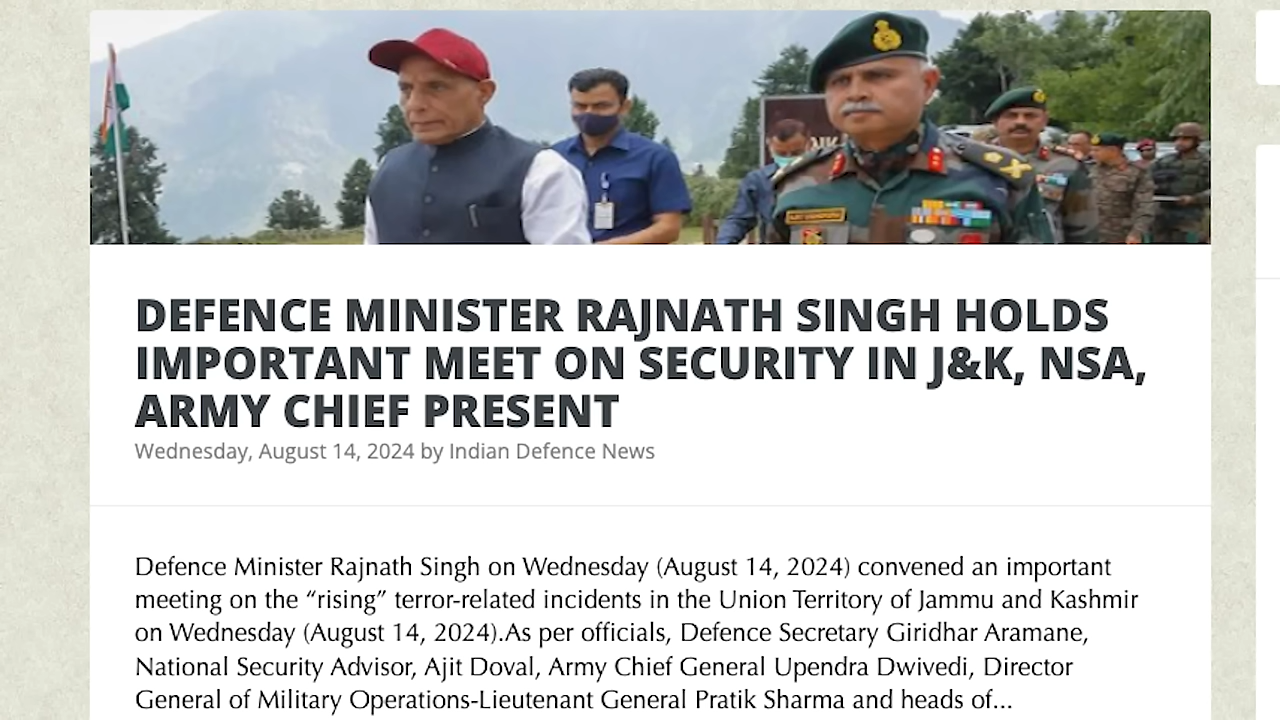 DEFENCE MINISTER RAJNATH SINGH HOLDS
IMPORTANT MEET ON SECURITY IN J&K, NSA,
ARMY CHIEF PRESENT
Wednesday, August 14, 2024 by Indian Defence News
Defence Minister Rajnath Singh on Wednesday (August 14, 2024) convened an important
meeting on the “rising” terror-related incidents in the Union Territory of Jammu and Kashmir
on Wednesday (August 14, 2024).As per officials, Defence Secretary Giridhar Aramane,
National Security Advisor, Ajit Doval, Army Chief General Upendra Dwivedi, Director
General of Military Operations-Lieutenant General Pratik Sharma and heads of...